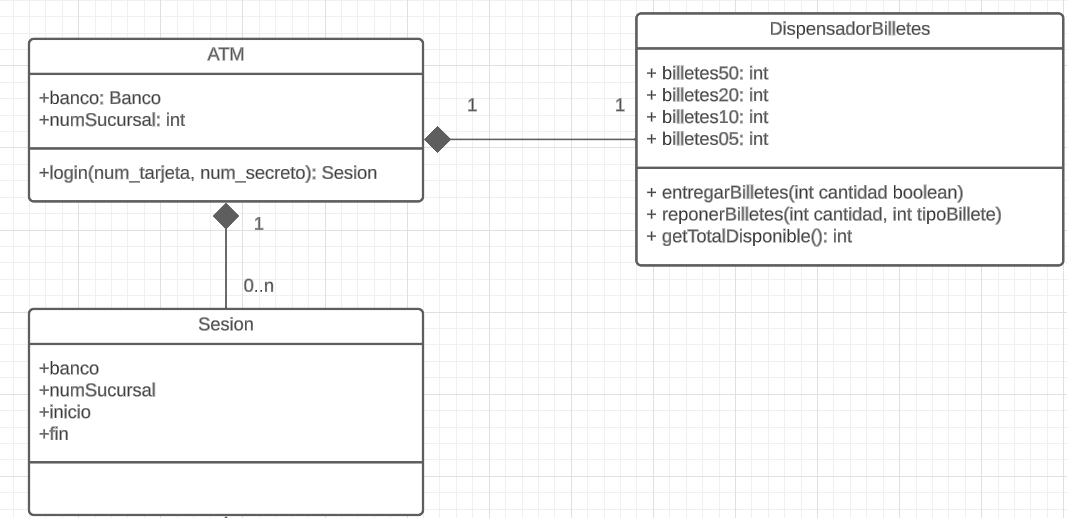 ATM
+banco: Banco
+numSucursal: int
+login(num_tarjeta, num_secreto): Sesion
1
1
DispensadorBilletes
+ billetes50: int
+ billetes20: int
+ billetes10: int
+ billetes05: int
+ entregarBilletes(int cantidad boolean)
+ reponerBilletes(int cantidad, int tipoBillete)
+ getTotalDisponible(): int
1
0..n
Sesion
+banco
+numSucursal
+inicio
+fin